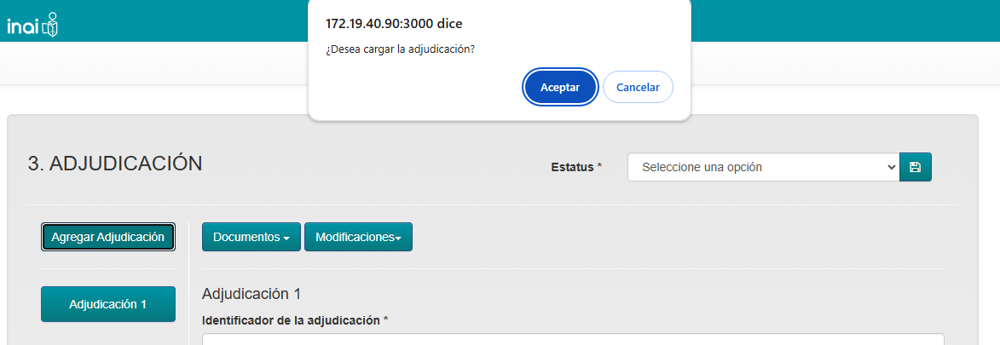 inai
172.19.40.90:3000 dice
¿Desea cargar la adjudicación?
Aceptar
Cancelar
3. ADJUDICACIÓN
Estatus *
Seleccione una opción
Agregar Adjudicación
Documentos
Modificaciones
Adjudicación 1
Adjudicación 1
Identificador de la adjudicación *